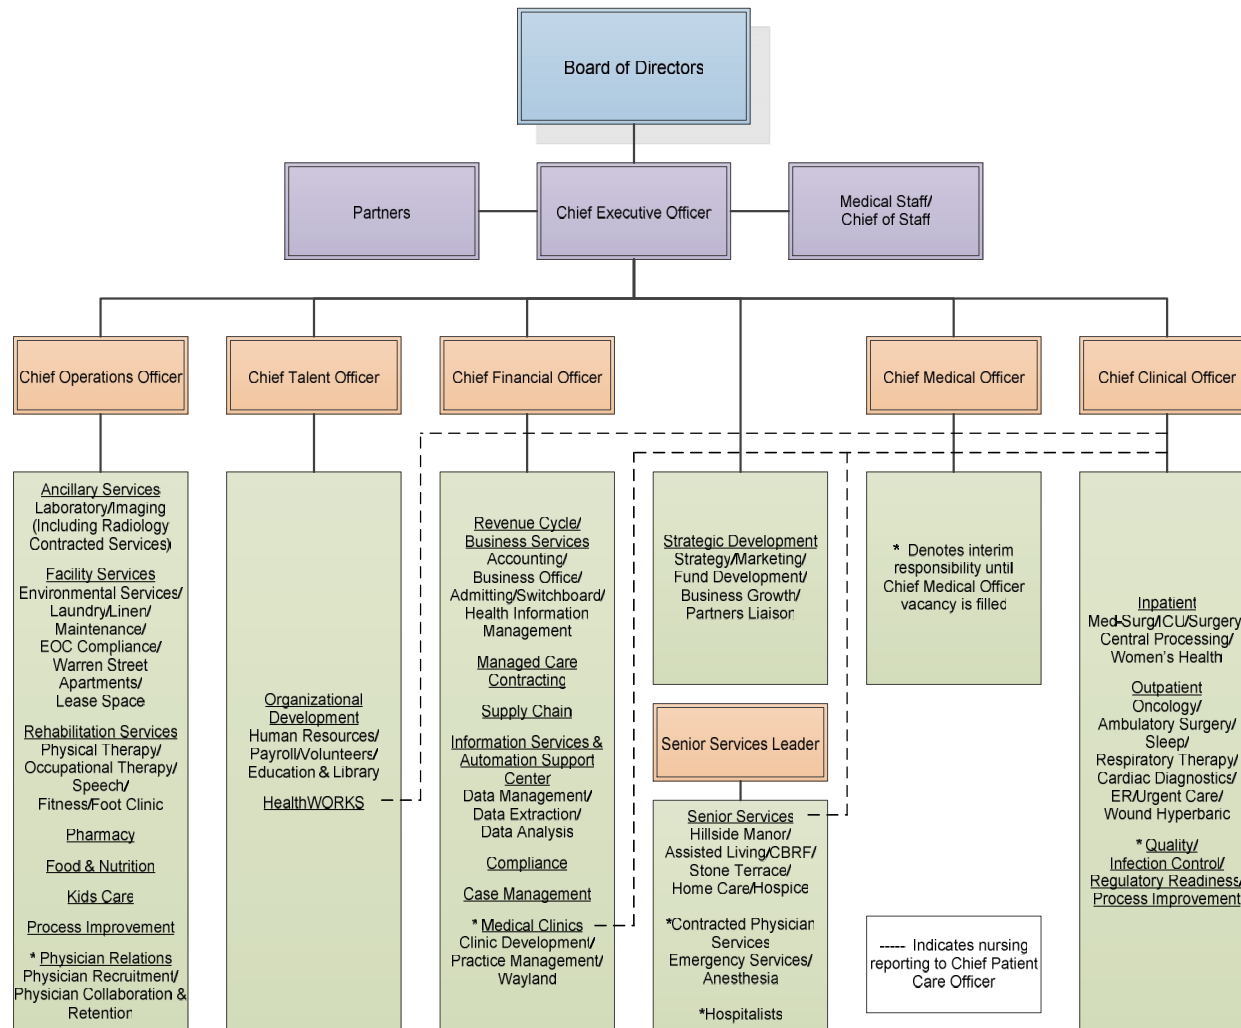 Board of Directors
Partners
Chief Executive Officer
Medical Staff/
Chief of Staff
Chief Operations Officer
Chief Talent Officer
Chief Financial Officer
Chief Medical Officer
Chief Clinical Officer
Ancillary Services
Laboratory/Imaging
(Including Radiology
Contracted Services)
Facility Services
Environmental Services/
Laundry/Linen/
Maintenance/
EOC Compliance/
Warren Street
Apartments/
Lease Space
Rehabilitation Services
Physical Therapy/
Occupational Therapy/
Speech/
Fitness/Foot Clinic
Pharmacy
Food & Nutrition
Kids Care
Process Improvement
* Physician Relations
Physician Recruitment/
Physician Collaboration &
Retention
Organizational
Development
Human Resources/
Payroll/Volunteers/
Education & Library
HealthWORKS
Revenue Cycle/
Business Services
Accounting/
Business Office/
Admitting/Switchboard/
Health Information
Management
Managed Care
Contracting
Supply Chain
Information Services &
Automation Support
Center
Data Management/
Data Extraction/
Data Analysis
Compliance
Case Management
* Medical Clinics
Clinic Development/
Practice Management/
Wayland
Strategic Development
Strategy/Marketing/
Fund Development/
Business Growth/
Partners Liaison
Senior Services Leader
Senior Services
Hillside Manor/
Assisted Living/CBRF/
Stone Terrace/
Home Care/Hospice
*Contracted Physician
Services
Emergency Services/
Anesthesia
*Hospitalists
* Denotes interim
responsibility until
Chief Medical Officer
vacancy is filled
----- Indicates nursing
reporting to Chief Patient
Care Officer
Inpatient
Med-Surg/ICU/Surgery/
Central Processing/
Women's Health
Outpatient
Oncology/
Ambulatory Surgery/
Sleep/
Respiratory Therapy/
Cardiac Diagnostics/
ER/Urgent Care/
Wound Hyperbaric
* Quality/
Infection Control/
Regulatory Readiness/
Process Improvement